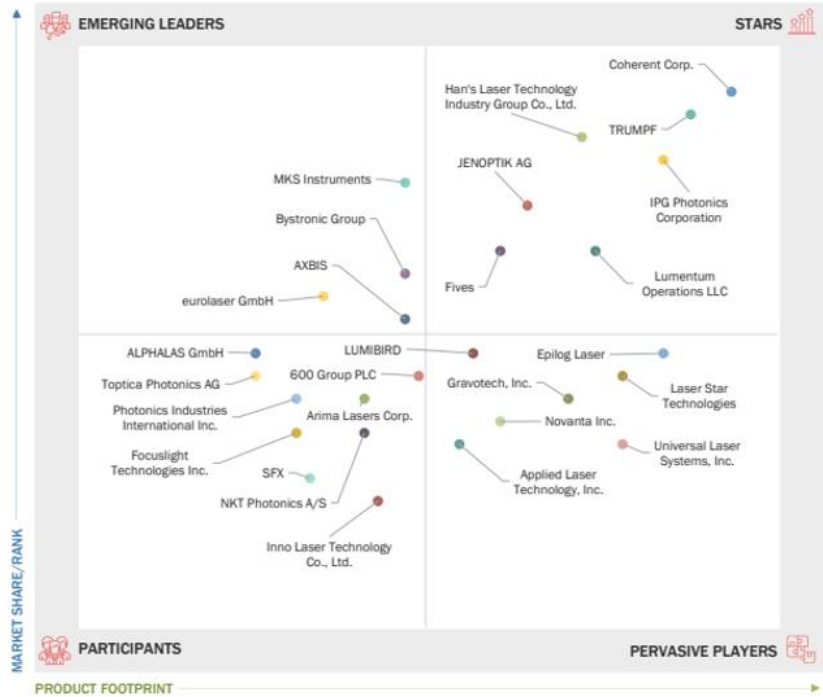 EMERGING LEADERS
STARS
Coherent Corp.
Han's Laser Technology
Industry Group Co., Ltd.
TRUMPF
JENOPTIK AG
MKS Instruments
IPG Photonics
Corporation
Bystronic Group
AXBIS
Fives
Lumentum
Operations LLC
eurolaser GmbH
ALPHALAS GmbH
LUMIBIRD
Epilog Laser
Toptica Photonics AG
600 Group PLC
Gravotech, Inc.
Laser Star
Technologies
Photonics Industries
International Inc.
Arima Lasers Corp.
Novanta Inc.
Focuslight
Technologies Inc.
Universal Laser
Systems, Inc.
SFX
Applied Laser
Technology, Inc.
NKT Photonics A/S
Inno Laser Technology
Co., Ltd.
MARKET SHARE/RANK
PARTICIPANTS
PERVASIVE PLAYERS
PRODUCT FOOTPRINT